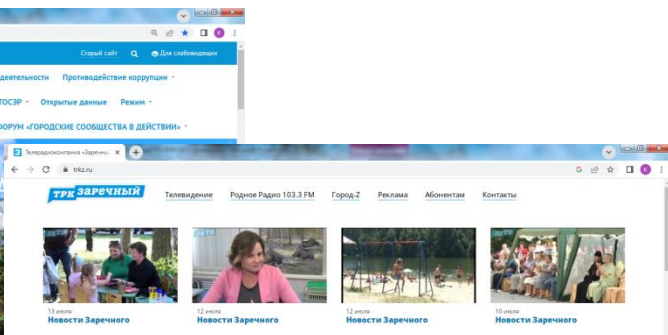 Старый сайт Для слабовидящих
деятельности Противодействие коррупции
ТОСЭР Открытые данные Режим
ФОРУМ «ГОРОДСКИЕ СООБЩЕСТВА В ДЕЙСТВИИ»
Телерадиокомпания «Заречны
trkz.ru
ТРК ЗАРЕЧНЫЙ Телевидение Родное Радио 103.3 FM Город-Z Реклама Абонентам Контакты
13 июля 12 июля 12 июля 10 июля
Новости Заречного Новости Заречного Новости Заречного Новости Заречного